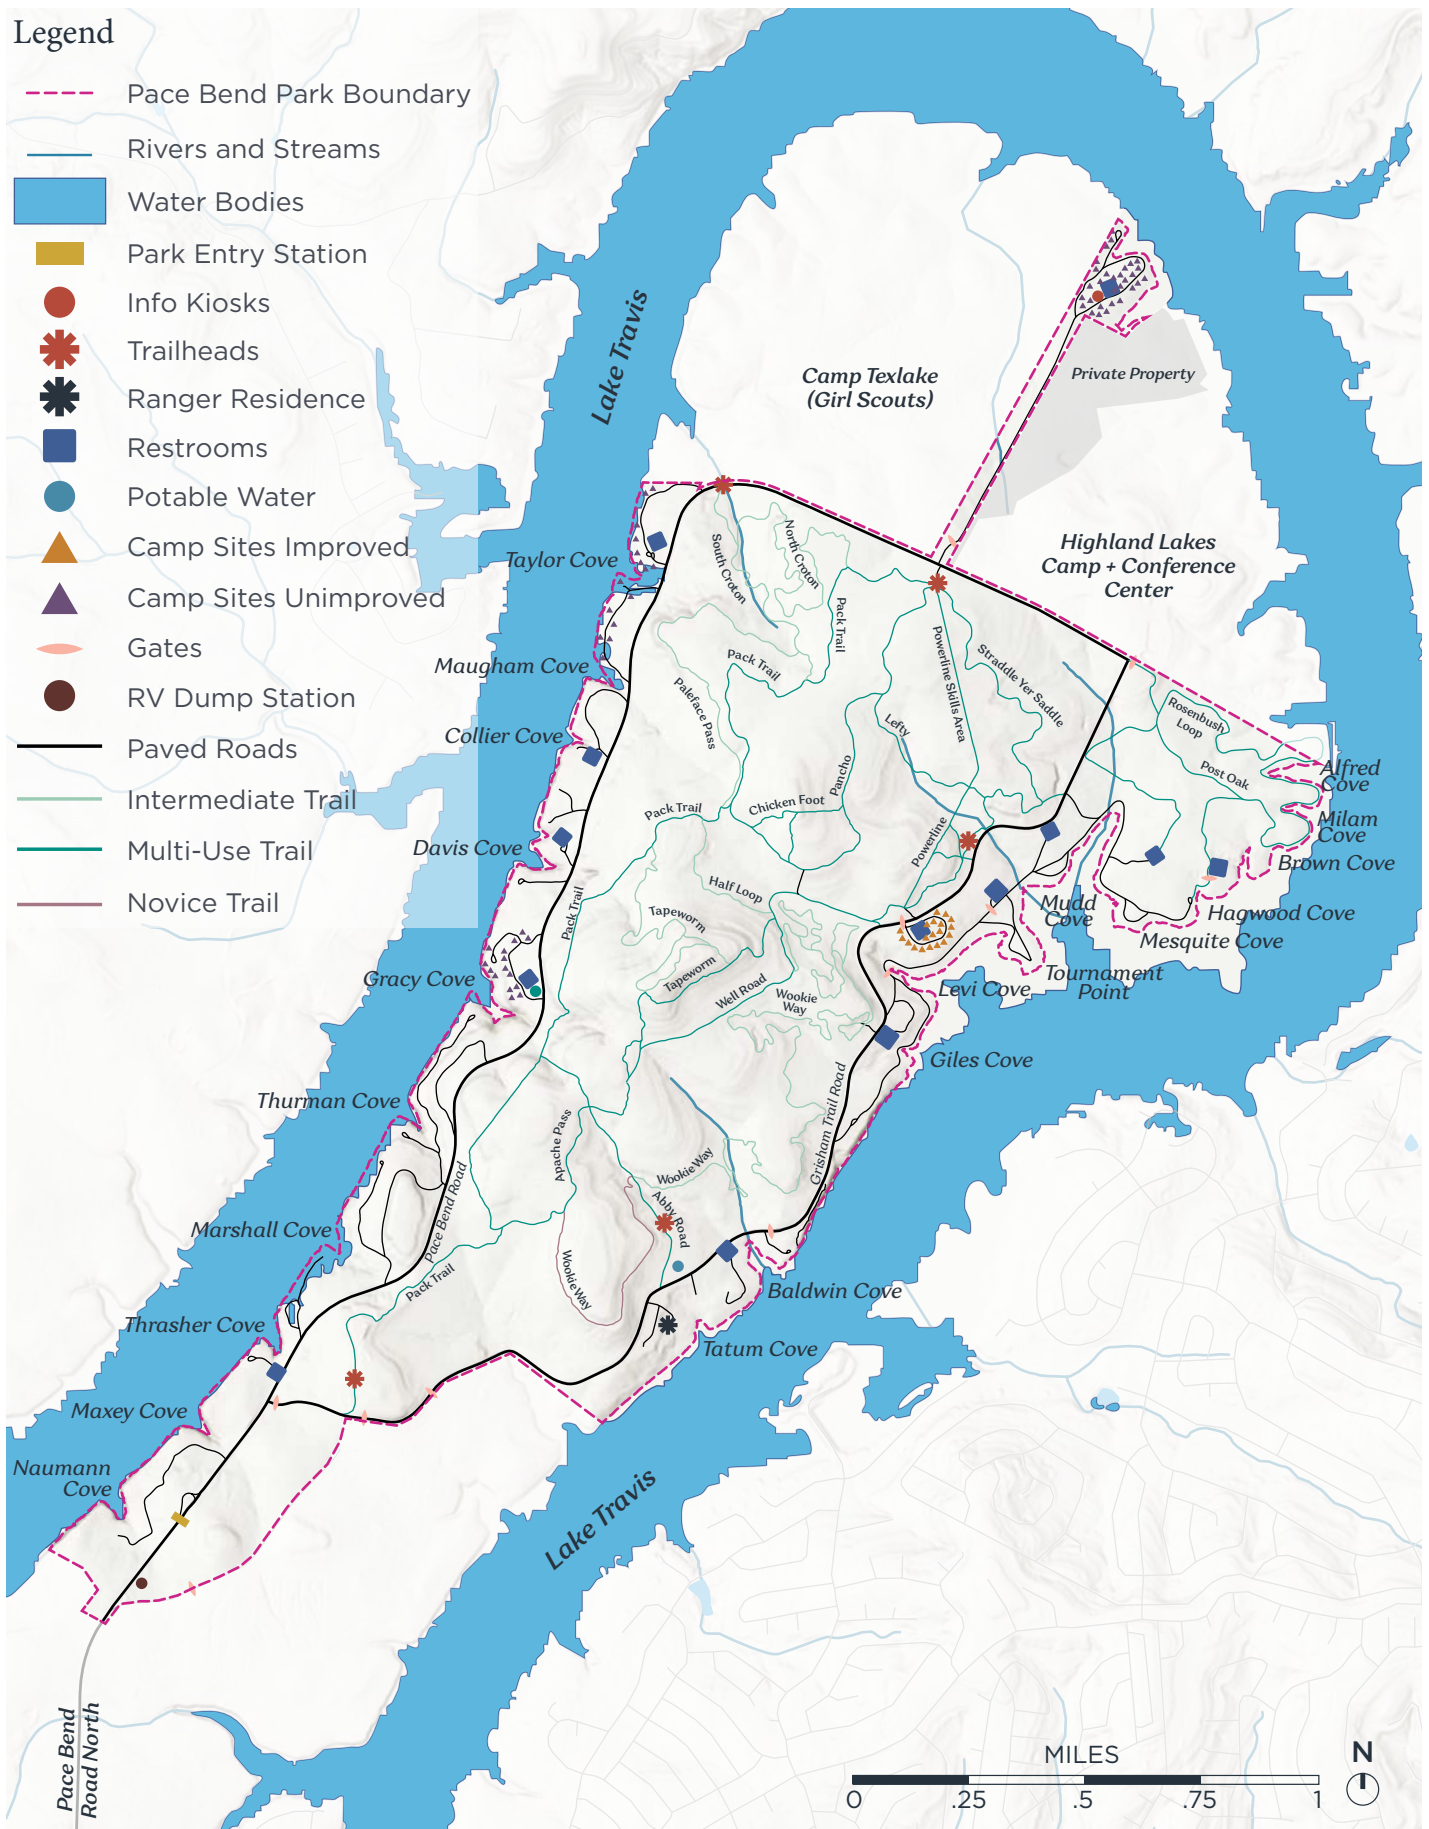 Legend
Pace Bend Park Boundary
Rivers and Streams
Water Bodies
Park Entry Station
Info Kiosks
Trailheads
Ranger Residence
Restrooms
Potable Water
Camp Sites Improved
Camp Sites Unimproved
Gates
RV Dump Station
Paved Roads
Intermediate Trail
Multi-Use Trail
Novice Trail
Lake Travis
Camp Texlake
(Girl Scouts)
Private Property
Highland Lakes
Camp + Conference
Center
Taylor Cove
Maugham Cove
Collier Cove
Davis Cove
Gracy Cove
Thurman Cove
Marshall Cove
Thrasher Cove
Maxey Cove
Naumann
Cove
South Croton
North Croton
Pack Trail
Pack Trail
Paleface Pass
Powerline Skills Area
Straddle Yer Saddle
Lefty
Pancho
Chicken Foot
Pack Trail
Powerline
Rosenbush
Loop
Post Oak
Alfred
Cove
Milam
Cove
Brown Cove
Hagwood Cove
Mesquite Cove
Mudd
Cove
Tournament
Point
Levi Cove
Giles Cove
Half Loop
Tapeworm
Tapeworm
Well Road
Wookie
Way
Pack Trail
Apache Pass
Wookie Way
Abby Road
Wookie Way
Grisham Trail Road
Pace Bend Road
Pack Trail
Baldwin Cove
Tatum Cove
Lake Travis
Pace Bend
Road North
MILES
0 .25 .5 .75 1
N